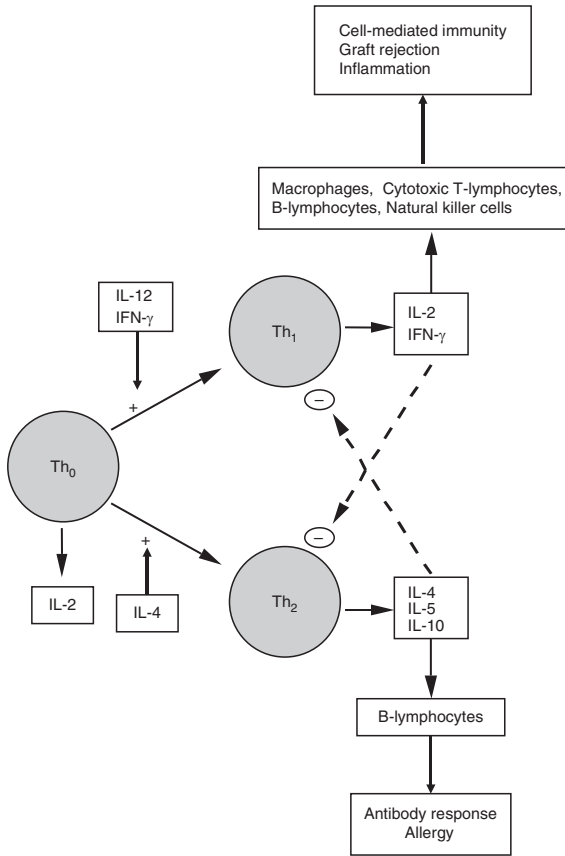 Cell-mediated immunity
Graft rejection
Inflammation
Macrophages, Cytotoxic T-lymphocytes,
B-lymphocytes, Natural killer cells
IL-12
IFN-γ
Th₁
IL-2
IFN-γ
+
−
Th₀
−
+
IL-2
IL-4
Th₂
IL-4
IL-5
IL-10
B-lymphocytes
Antibody response
Allergy